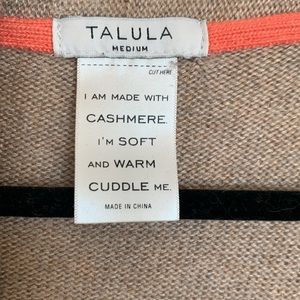 TALULA
MEDIUM
CUT HERE
I AM MADE WITH
CASHMERE.
I'M SOFT
AND WARM
CUDDLE ME.
MADE IN CHINA